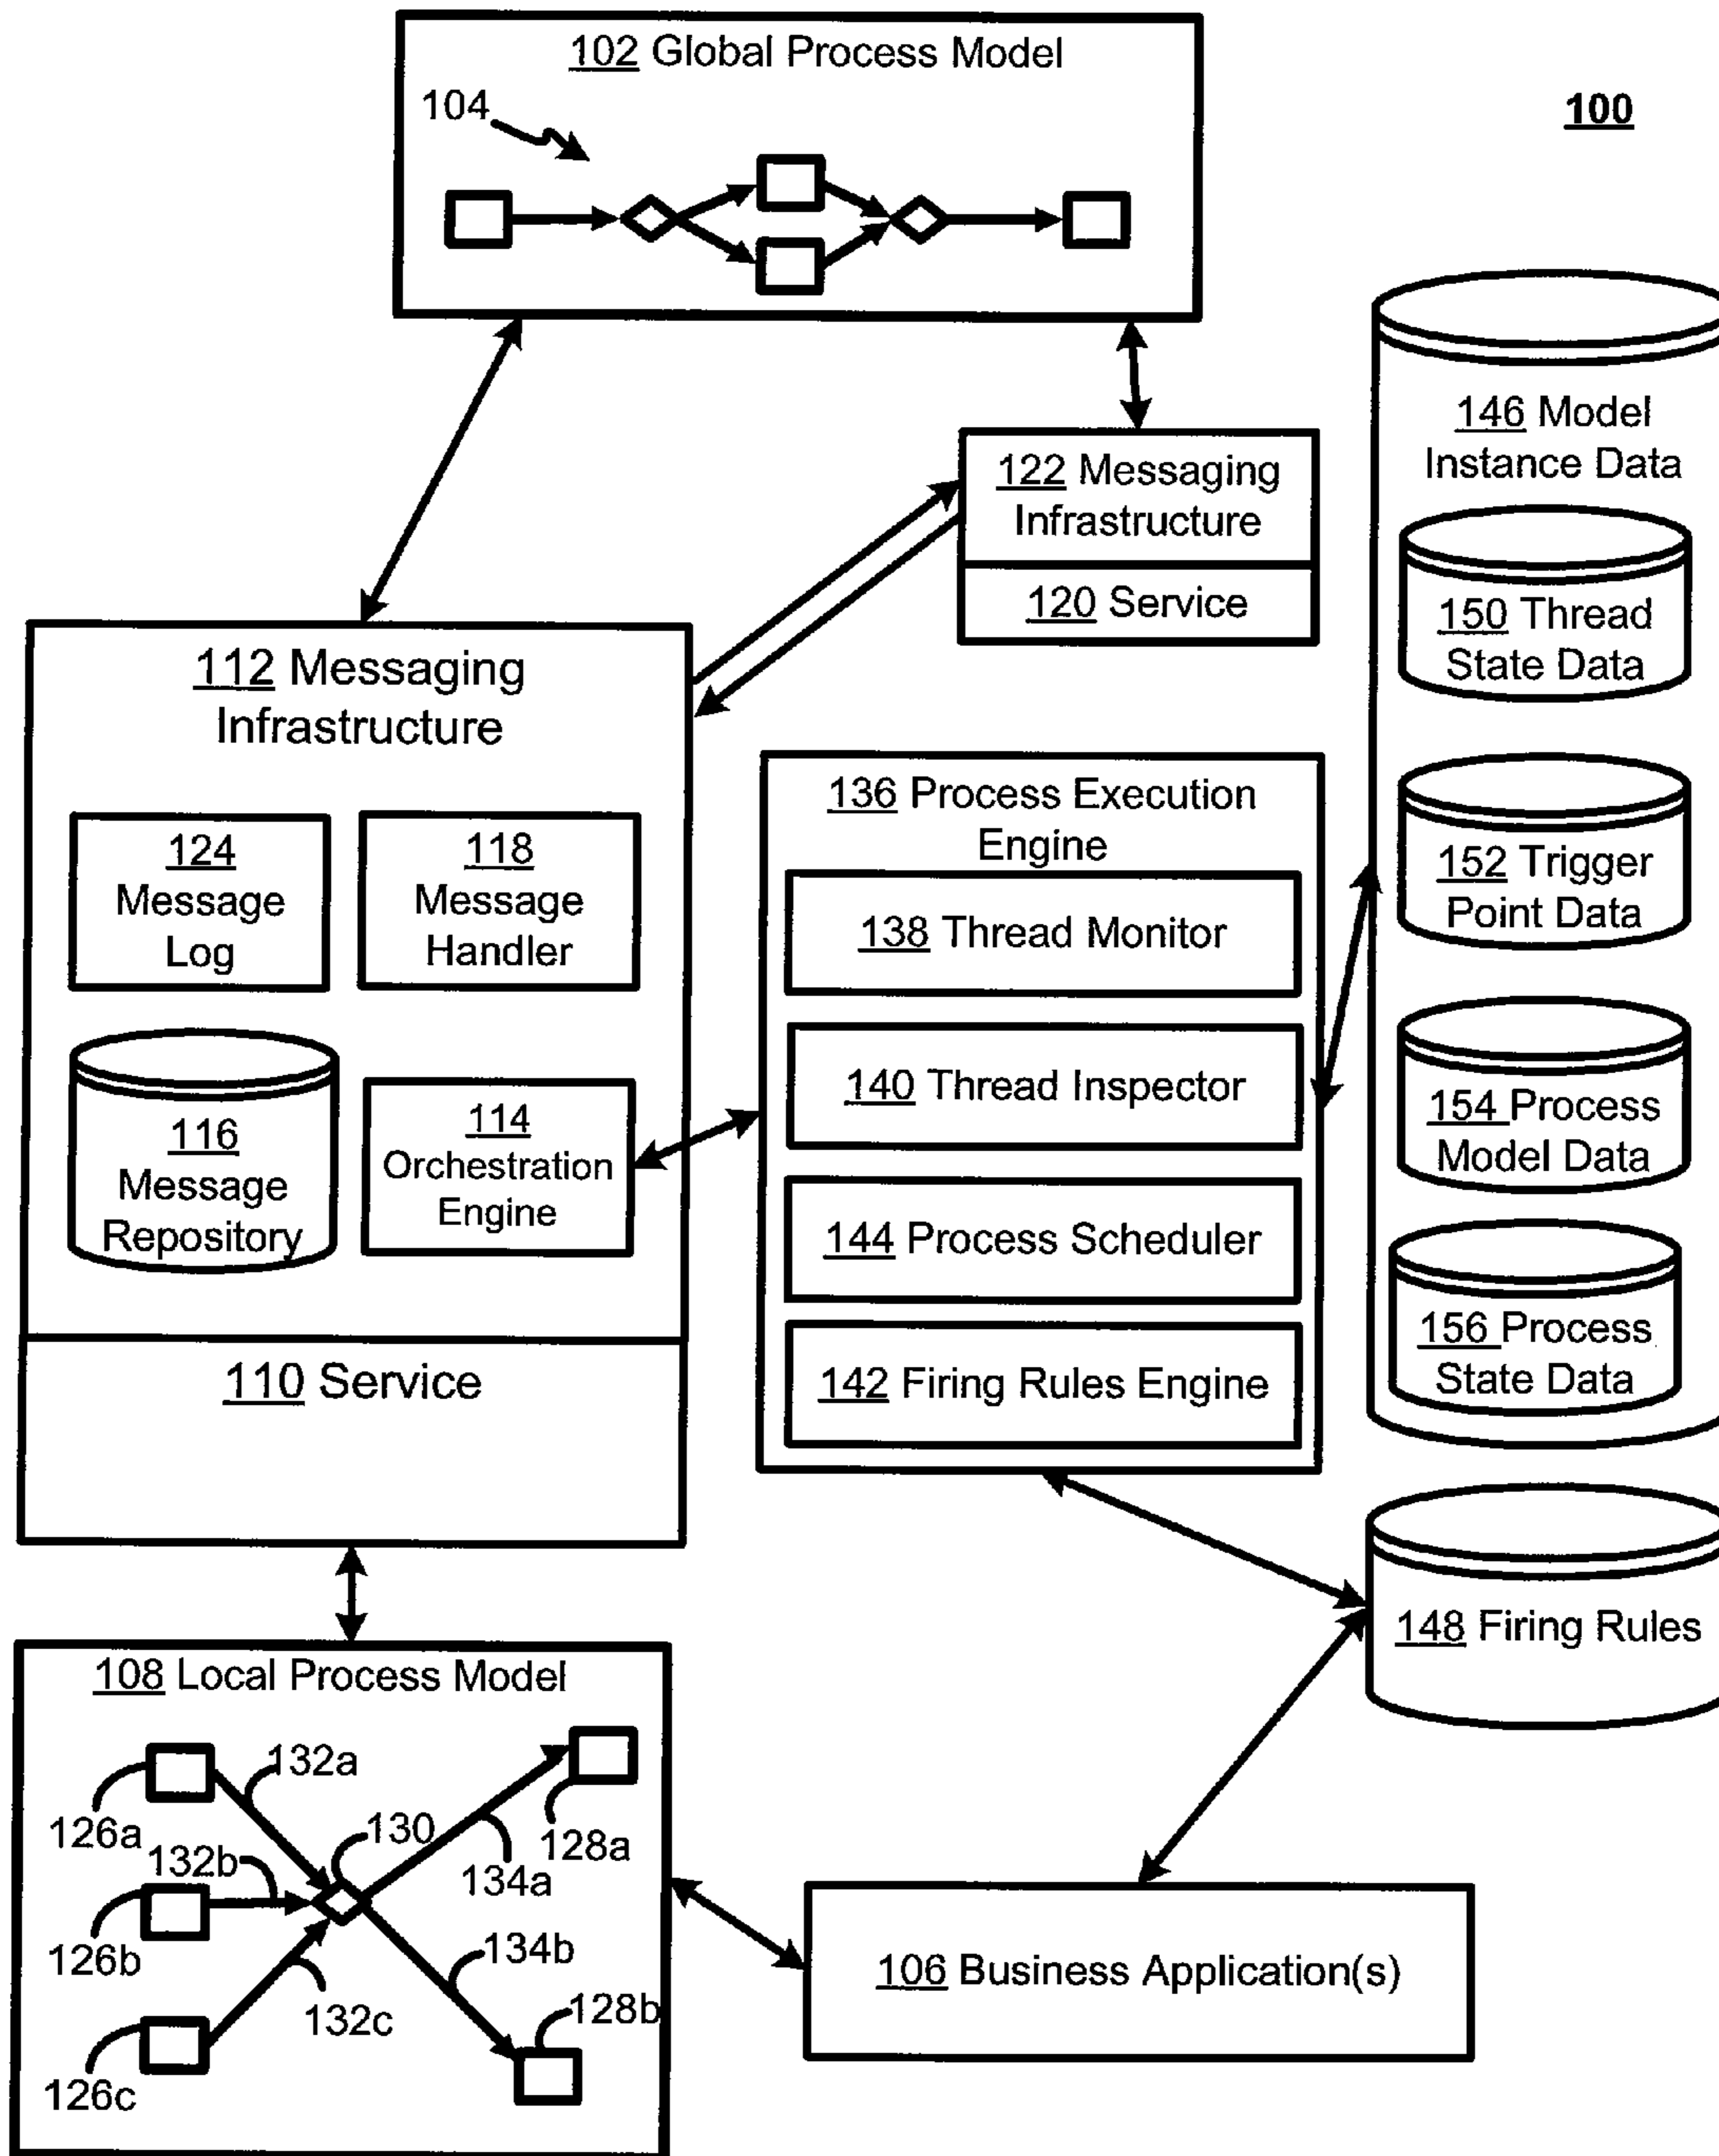 102 Global Process Model
104
100
122 Messaging
Infrastructure
120 Service
146 Model
Instance Data
150 Thread
State Data
152 Trigger
Point Data
154 Process
Model Data
156 Process
State Data
112 Messaging
Infrastructure
124
Message
Log
118
Message
Handler
116
Message
Repository
114
Orchestration
Engine
110 Service
136 Process Execution
Engine
138 Thread Monitor
140 Thread Inspector
144 Process Scheduler
142 Firing Rules Engine
148 Firing Rules
108 Local Process Model
132a
126a
130
128a
132b
134a
126b
134b
132c
128b
126c
106 Business Application(s)